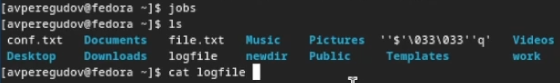 [avperegudov@fedora ~]$ jobs
[avperegudov@fedora ~]$ ls
conf.txt Documents file.txt Music Pictures ''$'\033\033''q' Videos
Desktop Downloads logfile newdir Public Templates work
[avperegudov@fedora ~]$ cat logfile